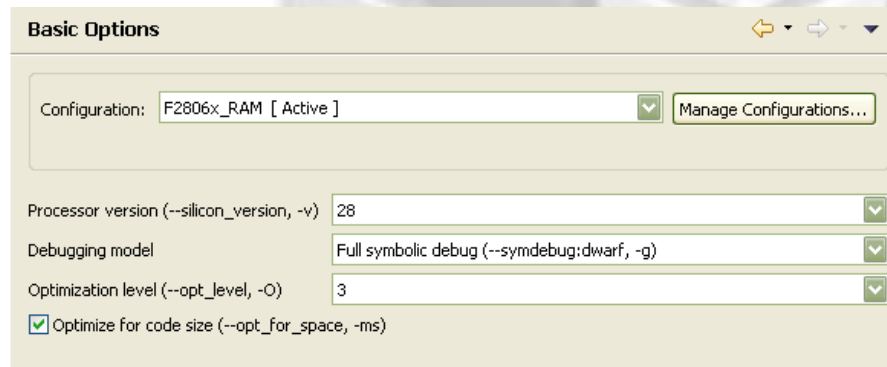 Basic Options
Configuration: F2806x_RAM [ Active ] Manage Configurations...
Processor version (--silicon_version, -v) 28
Debugging model Full symbolic debug (--symdebug:dwarf, -g)
Optimization level (--opt_level, -O) 3
Optimize for code size (--opt_for_space, -ms)